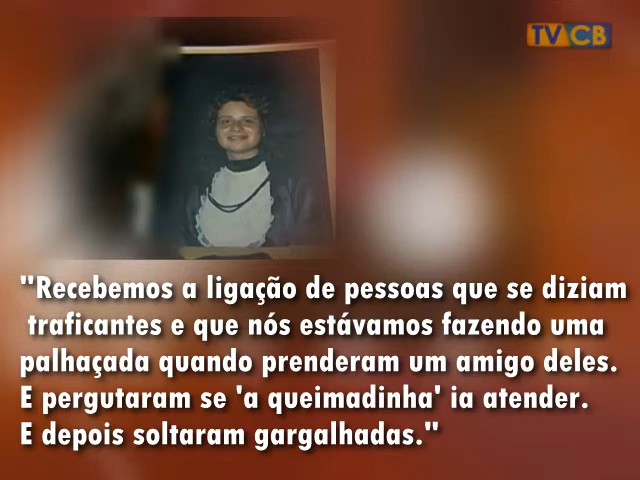 TVCB
"Recebemos a ligação de pessoas que se diziam
traficantes e que nós estávamos fazendo uma
palhaçada quando prenderam um amigo deles.
E pergutaram se 'a queimadinha' ia atender.
E depois soltaram gargalhadas."